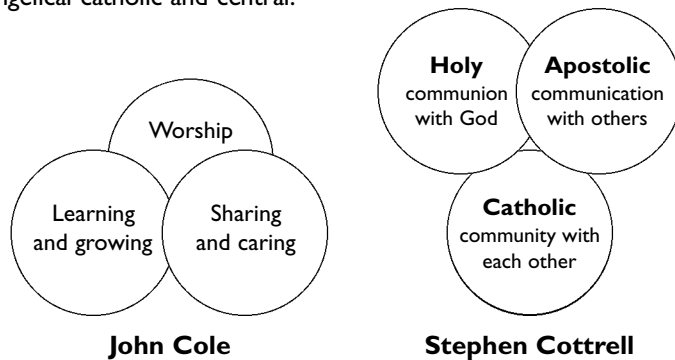 catholic and central.
Worship
Learning
and growing
Sharing
and caring
John Cole
Holy
communion
with God
Apostolic
communication
with others
Catholic
community with
each other
Stephen Cottrell